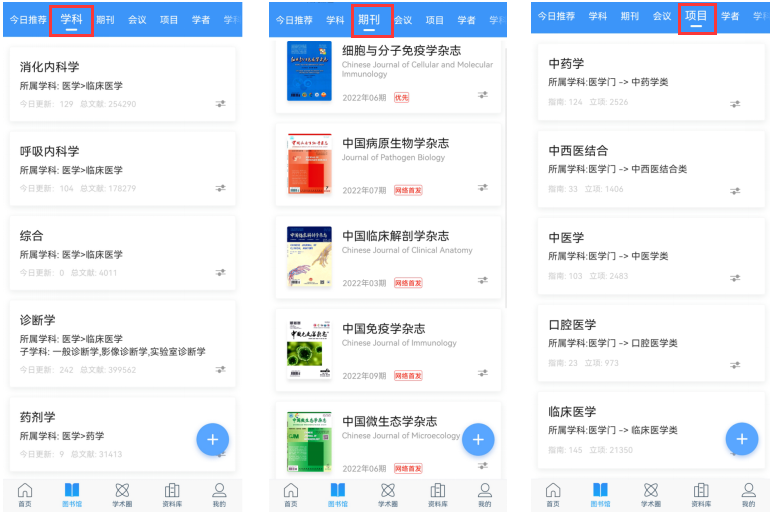 今日推荐 学科 期刊 会议 项目 学者 学科
消化内科学
所属学科: 医学>临床医学
今日更新: 129 总文献: 254290
呼吸内科学
所属学科: 医学>临床医学
今日更新: 104 总文献: 178279
综合
所属学科: 医学>临床医学
今日更新: 0 总文献: 4011
诊断学
所属学科: 医学>临床医学
子学科: 一般诊断学,影像诊断学,实验室诊断学
今日更新: 242 总文献: 399562
药剂学
所属学科: 医学>药学
今日更新: 9 总文献: 31413
+
首页 图书馆 学术圈 资料库 我的
今日推荐 学科 期刊 会议 项目 学者 学科
细胞与分子免疫学杂志
Chinese Journal of Cellular and Molecular
Immunology
2022年06期 优先
中国病原生物学杂志
Journal of Pathogen Biology
2022年07期 网络首发
中国临床解剖学杂志
Chinese Journal of Clinical Anatomy
2022年03期 网络首发
中国免疫学杂志
Chinese Journal of Immunology
2022年09期 网络首发
中国微生态学杂志
Chinese Journal of Microecology
2022年06期 网络首发
+
首页 图书馆 学术圈 资料库 我的
今日推荐 学科 期刊 会议 项目 学者
中药学
所属学科:医学门 -> 中药学类
指南: 124 立项: 2526
中西医结合
所属学科:医学门 -> 中西医结合类
指南: 33 立项: 1406
中医学
所属学科:医学门 -> 中医学类
指南: 103 立项: 2483
口腔医学
所属学科:医学门 -> 口腔医学类
指南: 23 立项: 973
临床医学
所属学科:医学门 -> 临床医学类
指南: 145 立项: 21350
+
首页 图书馆 学术圈 资料库 我的